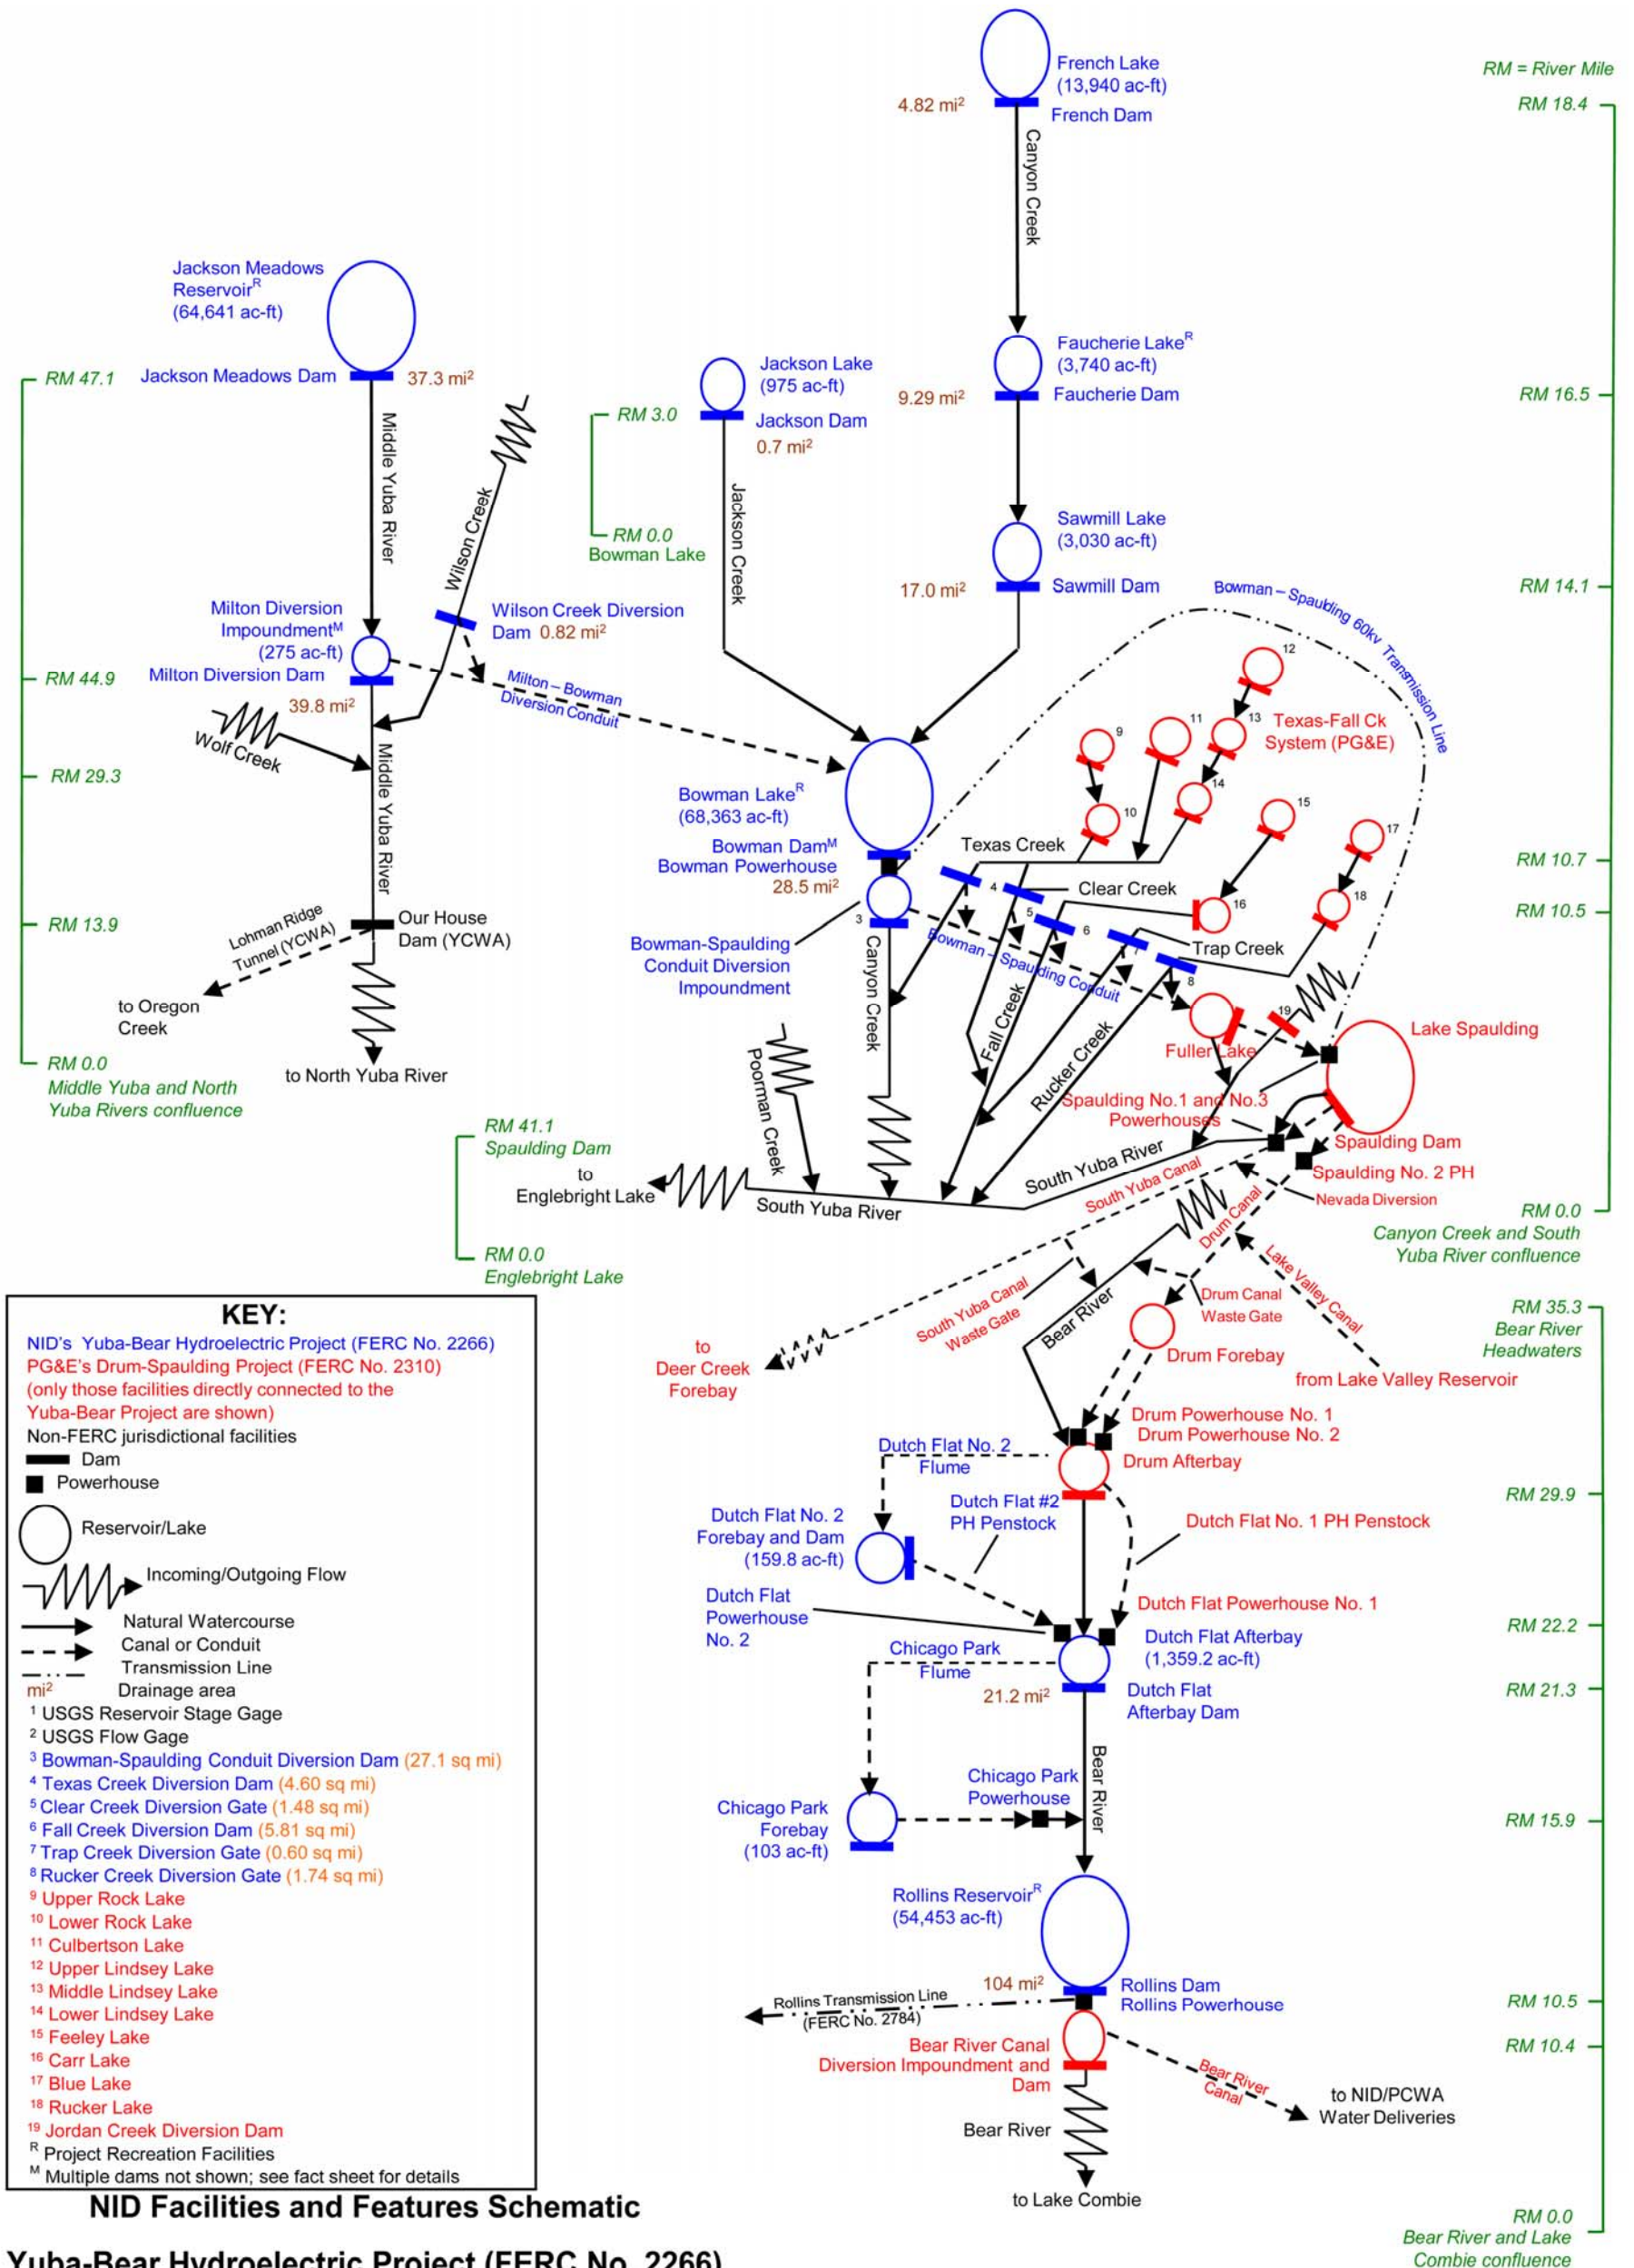 French Lake
(13,940 ac-ft)
French Dam
4.82 mi²
Canyon Creek
RM = River Mile
RM 18.4
Jackson Meadows
Reservoirᴿ
(64,641 ac-ft)
Jackson Meadows Dam
37.3 mi²
RM 47.1
Middle Yuba River
Wilson Creek
Jackson Lake
(975 ac-ft)
Jackson Dam
0.7 mi²
RM 3.0
RM 0.0
Bowman Lake
Jackson Creek
Faucherie Lakeᴿ
(3,740 ac-ft)
Faucherie Dam
9.29 mi²
RM 16.5
Sawmill Lake
(3,030 ac-ft)
Sawmill Dam
17.0 mi²
RM 14.1
Bowman – Spaulding 60kv Transmission Line
Milton Diversion
Impoundmentᴹ
(275 ac-ft)
Milton Diversion Dam
39.8 mi²
RM 44.9
Wilson Creek Diversion
Dam 0.82 mi²
Milton – Bowman
Diversion Conduit
Wolf Creek
RM 29.3
Middle Yuba River
12
13
Texas-Fall Ck
System (PG&E)
9
11
14
10
15
17
Bowman Lakeᴿ
(68,363 ac-ft)
Bowman Damᴹ
Bowman Powerhouse
28.5 mi²
3
Texas Creek
RM 10.7
4
Clear Creek
5
6
16
18
RM 10.5
7
Trap Creek
8
Bowman-Spaulding
Conduit Diversion
Impoundment
Bowman – Spaulding Conduit
Canyon Creek
Fall Creek
Rucker Creek
Our House
Dam (YCWA)
RM 13.9
Lohman Ridge
Tunnel (YCWA)
to Oregon
Creek
RM 0.0
Middle Yuba and North
Yuba Rivers confluence
to North Yuba River
Poorman Creek
19
Fuller Lake
Lake Spaulding
Spaulding No.1 and No.3
Powerhouses
Spaulding Dam
Spaulding No. 2 PH
Nevada Diversion
RM 41.1
Spaulding Dam
to
Englebright Lake
South Yuba River
South Yuba River
South Yuba Canal
RM 0.0
Englebright Lake
RM 0.0
Canyon Creek and South
Yuba River confluence
Drum Canal
Lake Valley Canal
South Yuba Canal
Waste Gate
Bear River
Drum Canal
Waste Gate
RM 35.3
Bear River
Headwaters
to
Deer Creek
Forebay
Drum Forebay
from Lake Valley Reservoir
Drum Powerhouse No. 1
Drum Powerhouse No. 2
Drum Afterbay
Dutch Flat No. 2
Flume
RM 29.9
Dutch Flat No. 2
Forebay and Dam
(159.8 ac-ft)
Dutch Flat #2
PH Penstock
Dutch Flat No. 1 PH Penstock
Dutch Flat
Powerhouse
No. 2
Dutch Flat Powerhouse No. 1
RM 22.2
Dutch Flat Afterbay
(1,359.2 ac-ft)
Chicago Park
Flume
21.2 mi²
Dutch Flat
Afterbay Dam
RM 21.3
Bear River
Chicago Park
Powerhouse
Chicago Park
Forebay
(103 ac-ft)
RM 15.9
Rollins Reservoirᴿ
(54,453 ac-ft)
104 mi²
Rollins Dam
Rollins Powerhouse
RM 10.5
Rollins Transmission Line
(FERC No. 2784)
Bear River Canal
Diversion Impoundment and
Dam
RM 10.4
Bear River
Canal
to NID/PCWA
Water Deliveries
Bear River
to Lake Combie
RM 0.0
Bear River and Lake
Combie confluence
KEY:
NID's Yuba-Bear Hydroelectric Project (FERC No. 2266)
PG&E's Drum-Spaulding Project (FERC No. 2310)
(only those facilities directly connected to the
Yuba-Bear Project are shown)
Non-FERC jurisdictional facilities
Dam
Powerhouse
Reservoir/Lake
Incoming/Outgoing Flow
Natural Watercourse
Canal or Conduit
Transmission Line
mi² Drainage area
¹ USGS Reservoir Stage Gage
² USGS Flow Gage
³ Bowman-Spaulding Conduit Diversion Dam (27.1 sq mi)
⁴ Texas Creek Diversion Dam (4.60 sq mi)
⁵ Clear Creek Diversion Gate (1.48 sq mi)
⁶ Fall Creek Diversion Dam (5.81 sq mi)
⁷ Trap Creek Diversion Gate (0.60 sq mi)
⁸ Rucker Creek Diversion Gate (1.74 sq mi)
⁹ Upper Rock Lake
¹⁰ Lower Rock Lake
¹¹ Culbertson Lake
¹² Upper Lindsey Lake
¹³ Middle Lindsey Lake
¹⁴ Lower Lindsey Lake
¹⁵ Feeley Lake
¹⁶ Carr Lake
¹⁷ Blue Lake
¹⁸ Rucker Lake
¹⁹ Jordan Creek Diversion Dam
ᴿ Project Recreation Facilities
ᴹ Multiple dams not shown; see fact sheet for details
NID Facilities and Features Schematic
Yuba-Bear Hydroelectric Project (FERC No. 2266)